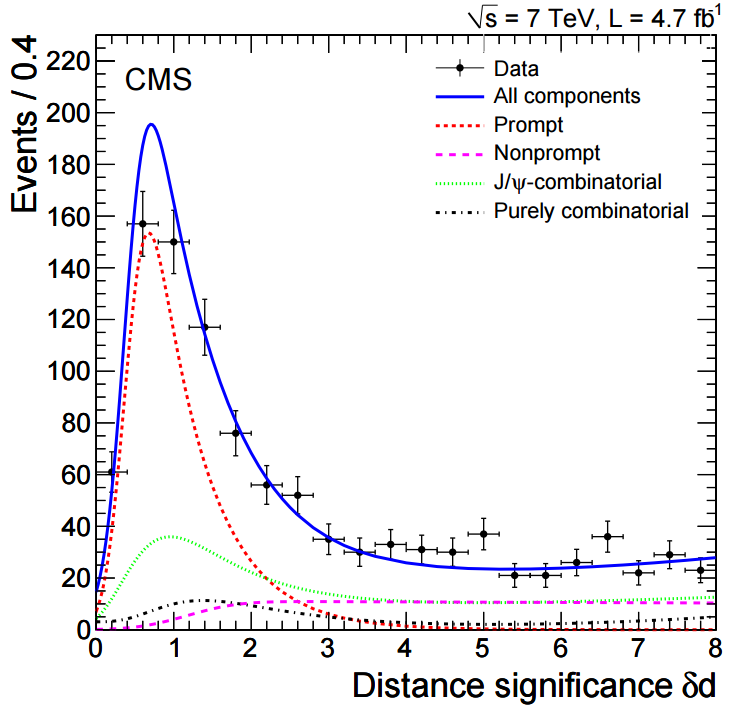 √s = 7 TeV, L = 4.7 fb⁻¹
CMS
Data
All components
Prompt
Nonprompt
J/ψ-combinatorial
Purely combinatorial
Events / 0.4
220
200
180
160
140
120
100
80
60
40
20
0
0 1 2 3 4 5 6 7 8
Distance significance δd